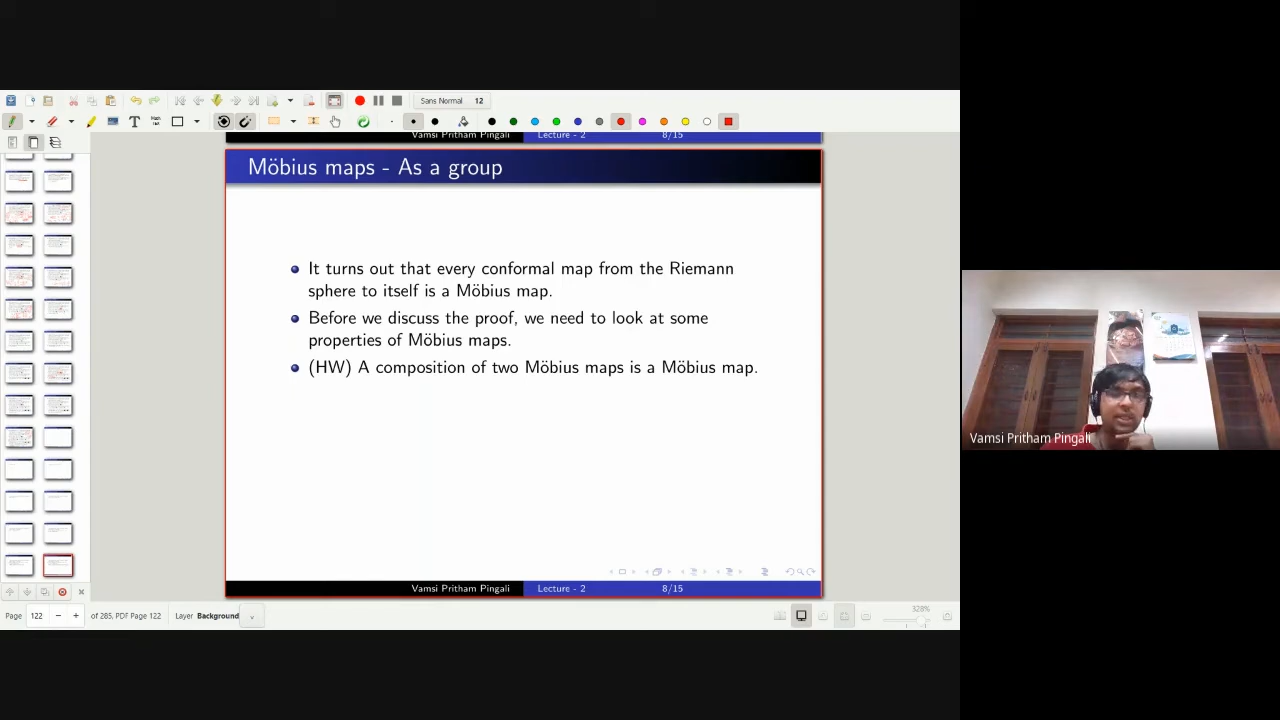 Sans Normal 12
Vamsi Pritham Pingali Lecture - 2 8/15
Möbius maps - As a group
It turns out that every conformal map from the Riemann
sphere to itself is a Möbius map.
Before we discuss the proof, we need to look at some
properties of Möbius maps.
(HW) A composition of two Möbius maps is a Möbius map.
Vamsi Pritham Pingali
Vamsi Pritham Pingali Lecture - 2 8/15
Page 122 − + of 285, PDF Page 122 Layer Background
328%